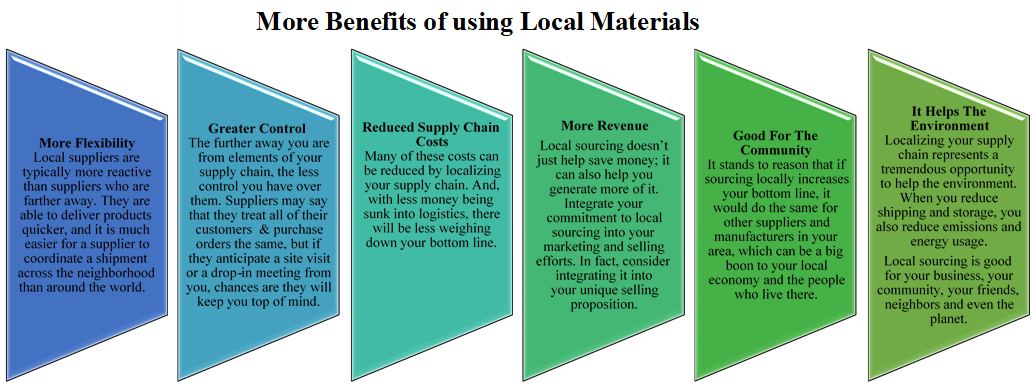 More Benefits of using Local Materials
More Flexibility
Local suppliers are
typically more reactive
than suppliers who are
farther away. They are
able to deliver products
quicker, and it is much
easier for a supplier to
coordinate a shipment
across the neighborhood
than around the world.
Greater Control
The further away you are
from elements of your
supply chain, the less
control you have over
them. Suppliers may say
that they treat all of their
customers & purchase
orders the same, but if
they anticipate a site visit
or a drop-in meeting from
you, chances are they will
keep you top of mind.
Reduced Supply Chain
Costs
Many of these costs can
be reduced by localizing
your supply chain. And,
with less money being
sunk into logistics, there
will be less weighing
down your bottom line.
More Revenue
Local sourcing doesn’t
just help save money; it
can also help you
generate more of it.
Integrate your
commitment to local
sourcing into your
marketing and selling
efforts. In fact, consider
integrating it into
your unique selling
proposition.
Good For The
Community
It stands to reason that if
sourcing locally increases
your bottom line, it
would do the same for
other suppliers and
manufacturers in your
area, which can be a big
boon to your local
economy and the people
who live there.
It Helps The
Environment
Localizing your supply
chain represents a
tremendous opportunity
to help the environment.
When you reduce
shipping and storage, you
also reduce emissions and
energy usage.
Local sourcing is good
for your business, your
community, your friends,
neighbors and even the
planet.